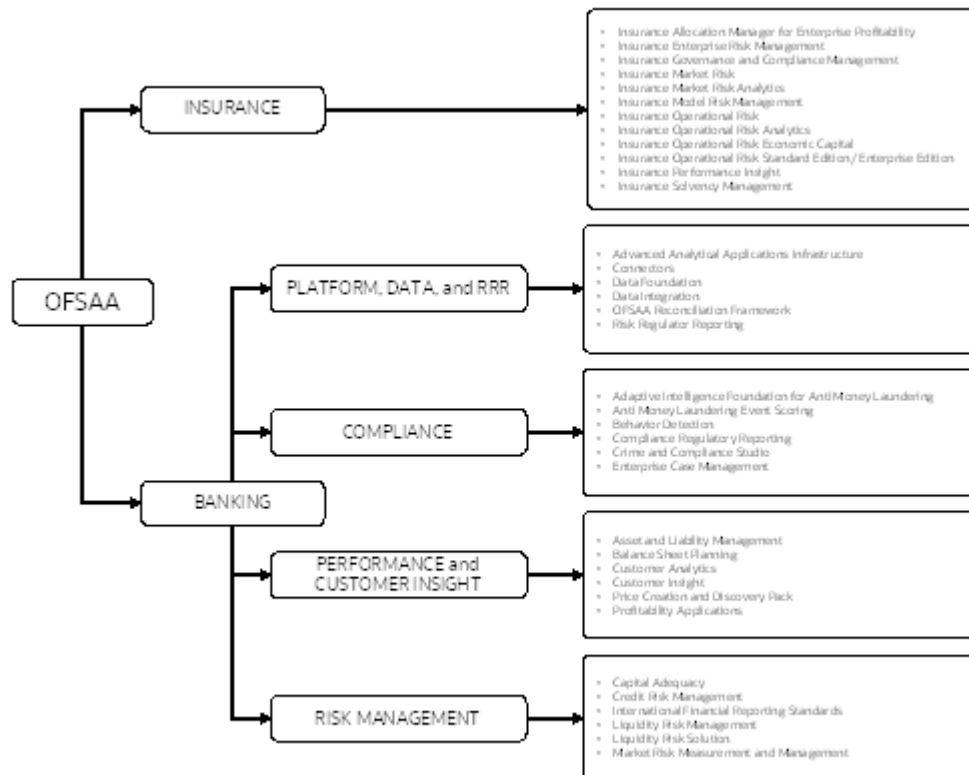 OFSAA
INSURANCE
• Insurance Allocation Manager for Enterprise Profitability
• Insurance Enterprise Risk Management
• Insurance Governance and Compliance Management
• Insurance Market Risk
• Insurance Market Risk Analytics
• Insurance Model Risk Management
• Insurance Operational Risk
• Insurance Operational Risk Analytics
• Insurance Operational Risk Economic Capital
• Insurance Operational Risk Standard Edition/ Enterprise Edition
• Insurance Performance Insight
• Insurance Solvency Management
BANKING
PLATFORM, DATA, and RRR
• Advanced Analytical Applications Infrastructure
• Connectors
• Data Foundation
• Data Integration
• OFSAA Reconciliation Framework
• Risk Regulator Reporting
COMPLIANCE
• Adaptive Intelligence Foundation for Anti Money Laundering
• Anti Money Laundering Event Scoring
• Behavior Detection
• Compliance Regulatory Reporting
• Crime and Compliance Studio
• Enterprise Case Management
PERFORMANCE and
CUSTOMER INSIGHT
• Asset and Liability Management
• Balance Sheet Planning
• Customer Analytics
• Customer Insight
• Price Creation and Discovery Pack
• Profitability Applications
RISK MANAGEMENT
• Capital Adequacy
• Credit Risk Management
• International Financial Reporting Standards
• Liquidity Risk Management
• Liquidity Risk Solution
• Market Risk Measurement and Management